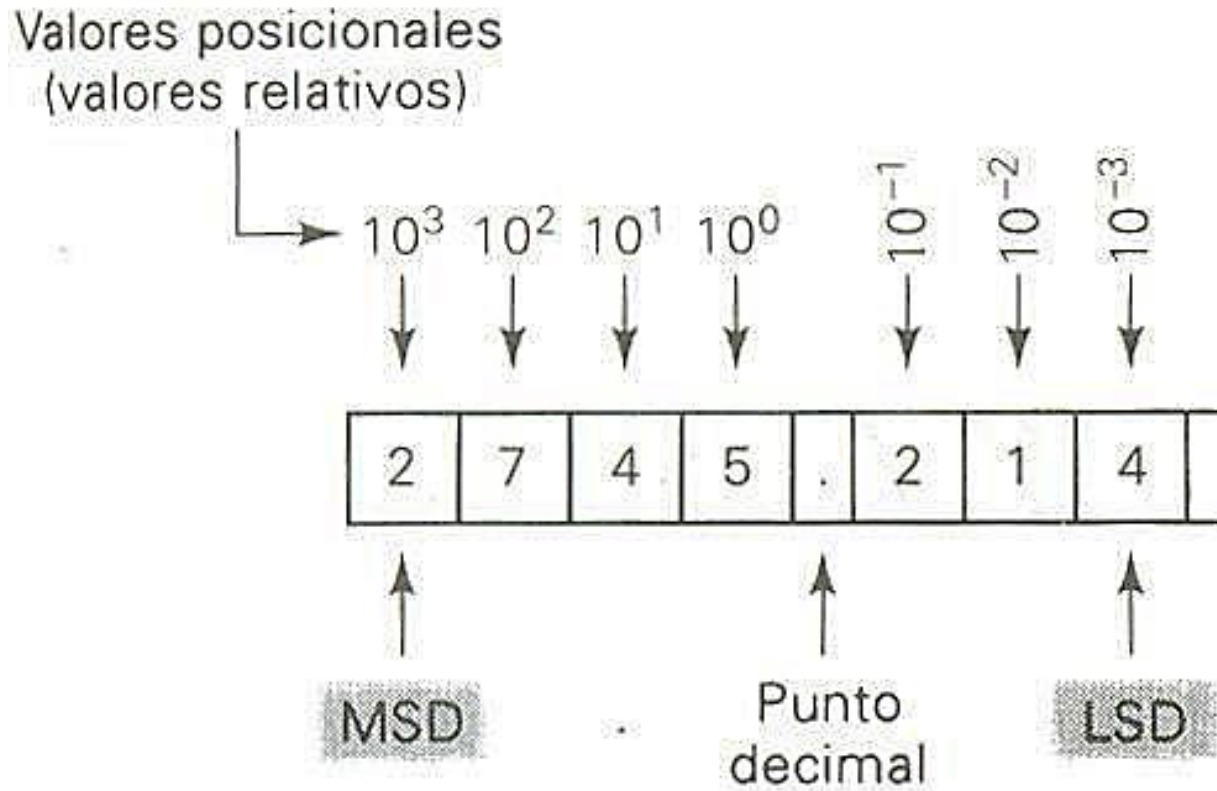 Valores posicionales
(valores relativos)
10³ 10² 10¹ 10⁰ 10⁻¹ 10⁻² 10⁻³
2 7 4 5 . 2 1 4
MSD Punto decimal LSD